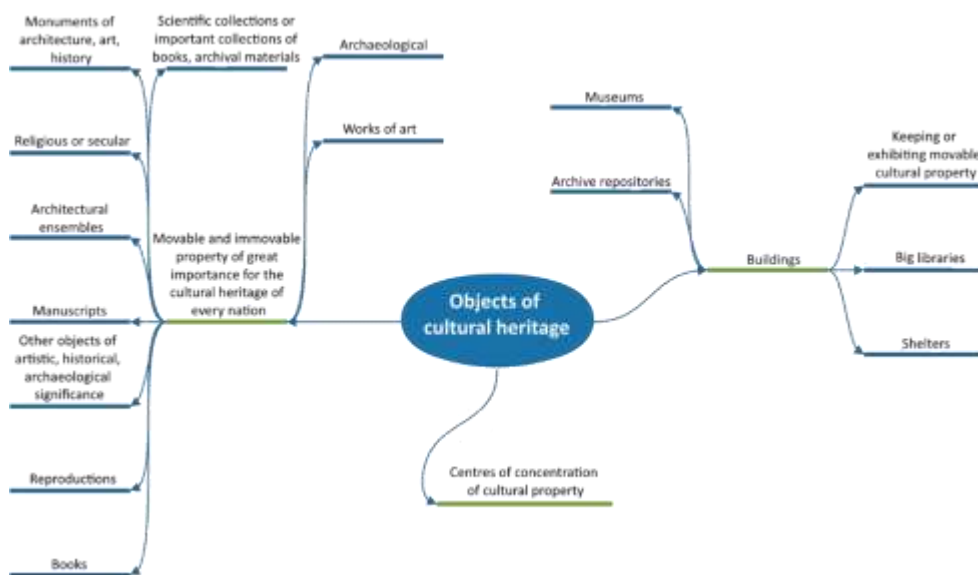 Monuments of
architecture, art,
history
Scientific collections or
important collections of
books, archival materials
Archaeological
Works of art
Religious or secular
Architectural
ensembles
Manuscripts
Other objects of
artistic, historical,
archaeological
significance
Reproductions
Books
Movable and immovable
property of great
importance for the
cultural heritage of
every nation
Objects of
cultural heritage
Centres of concentration
of cultural property
Museums
Archive repositories
Buildings
Keeping or
exhibiting movable
cultural property
Big libraries
Shelters